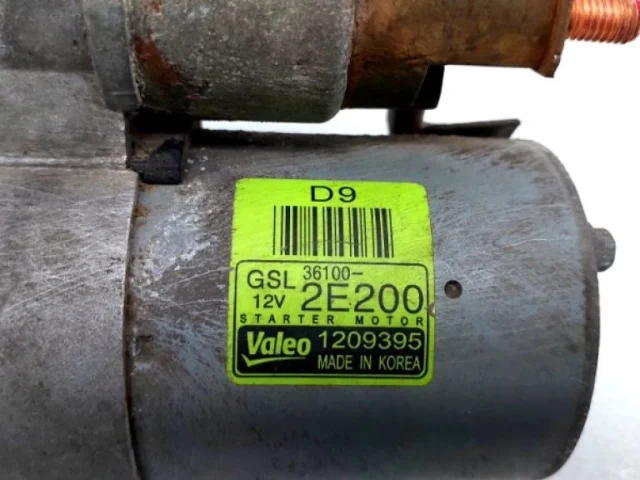 D9
GSL 36100-
12V 2E200
STARTER MOTOR
Valeo 1209395
MADE IN KOREA